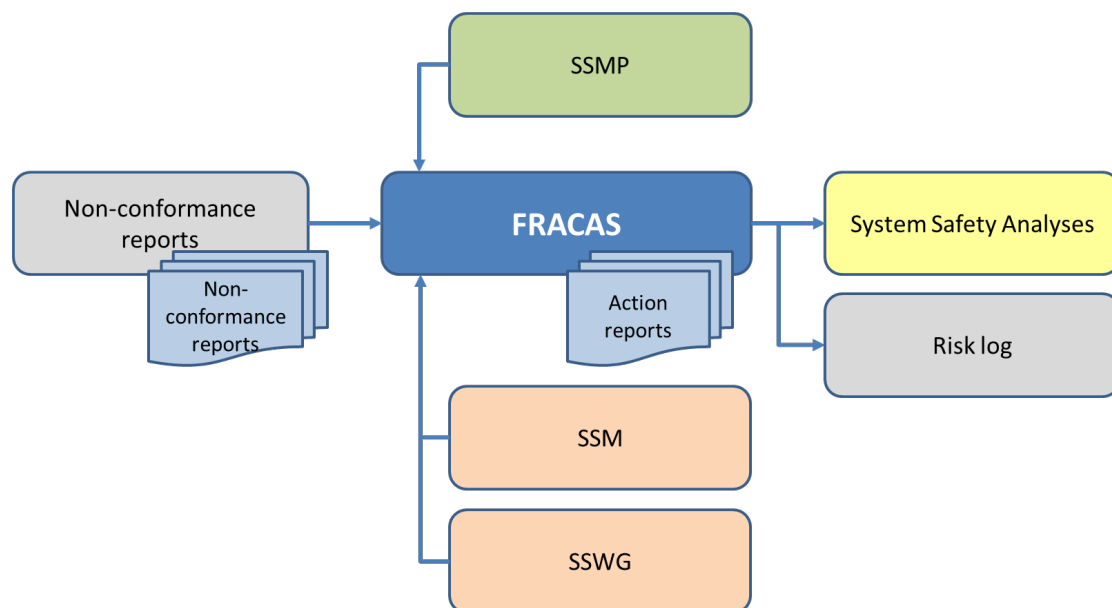 SSMP
Non-conformance
reports
FRACAS
System Safety Analyses
Non-
conformance
reports
Action
reports
Risk log
SSM
SSWG